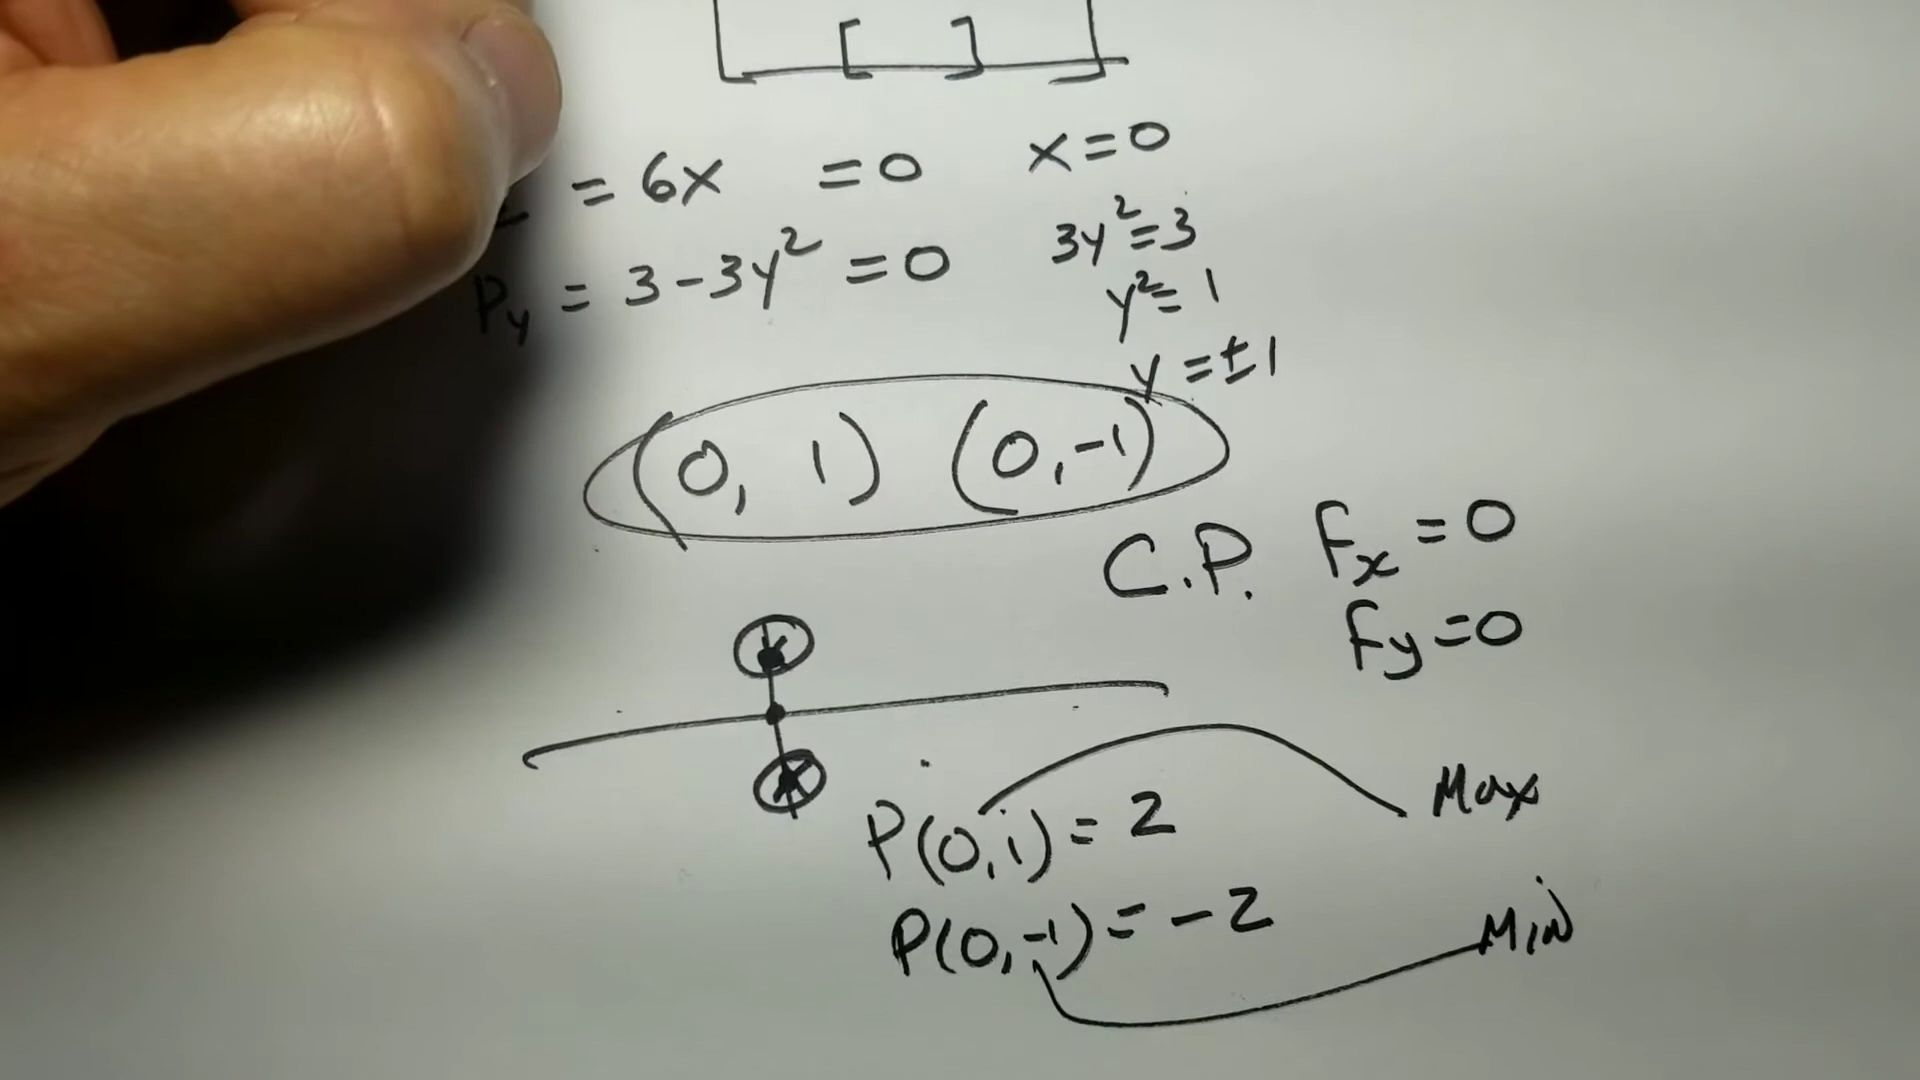 = 6x = 0 x = 0
Py = 3 - 3y² = 0 3y² = 3
y² = 1
y = ±1
(0, 1) (0, -1)
C.P. Fx = 0
Fy = 0
P(0, 1) = 2 Max
P(0, -1) = -2 Min